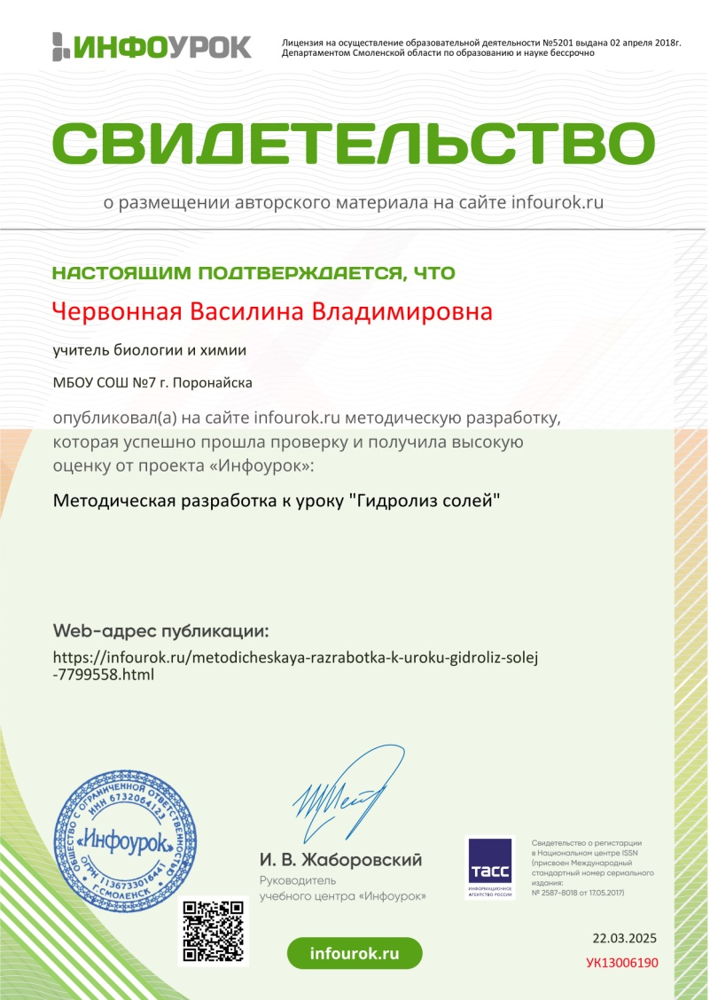 ИНФОУРОК
Лицензия на осуществление образовательной деятельности №5201 выдана 02 апреля 2018г.
Департаментом Смоленской области по образованию и науке бессрочно
СВИДЕТЕЛЬСТВО
о размещении авторского материала на сайте infourok.ru
НАСТОЯЩИМ ПОДТВЕРЖДАЕТСЯ, ЧТО
Червонная Василина Владимировна
учитель биологии и химии
МБОУ СОШ №7 г. Поронайска
опубликовал(а) на сайте infourok.ru методическую разработку,
которая успешно прошла проверку и получила высокую
оценку от проекта «Инфоурок»:
Методическая разработка к уроку "Гидролиз солей"
Web-адрес публикации:
https://infourok.ru/metodicheskaya-razrabotka-k-uroku-gidroliz-solej
-7799558.html
ОБЩЕСТВО С ОГРАНИЧЕННОЙ ОТВЕТСТВЕННОСТЬЮ
ИНН 6732064123
«Инфоурок»
ОГРН 1136733016441
г.СМОЛЕНСК
И. В. Жаборовский
Руководитель
учебного центра «Инфоурок»
ТАСС
ИНФОРМАЦИОННОЕ
АГЕНТСТВО РОССИИ
Свидетельство о регистарции
в Национальном центре ISSN
(присвоен Международный
стандартный номер сериального
издания:
№ 2587-8018 от 17.05.2017)
infourok.ru
22.03.2025
УК13006190